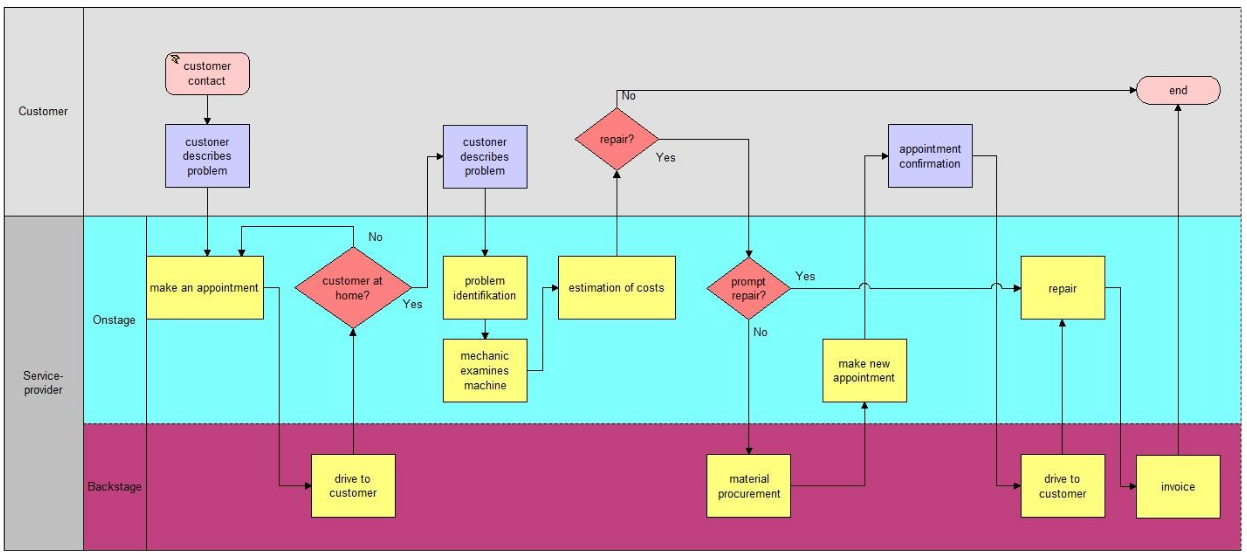 Customer
customer
contact
custoner
describes
problem
custoner
describes
problem
repair?
No
Yes
appointment
confirmation
end
Service-
provider
Onstage
make an appointment
No
customer at
home?
Yes
problem
identifikation
mechanic
examines
machine
estimation of costs
prompt
repair?
Yes
No
make new
appointment
repair
Backstage
drive to
customer
material
procurement
drive to
customer
invoice